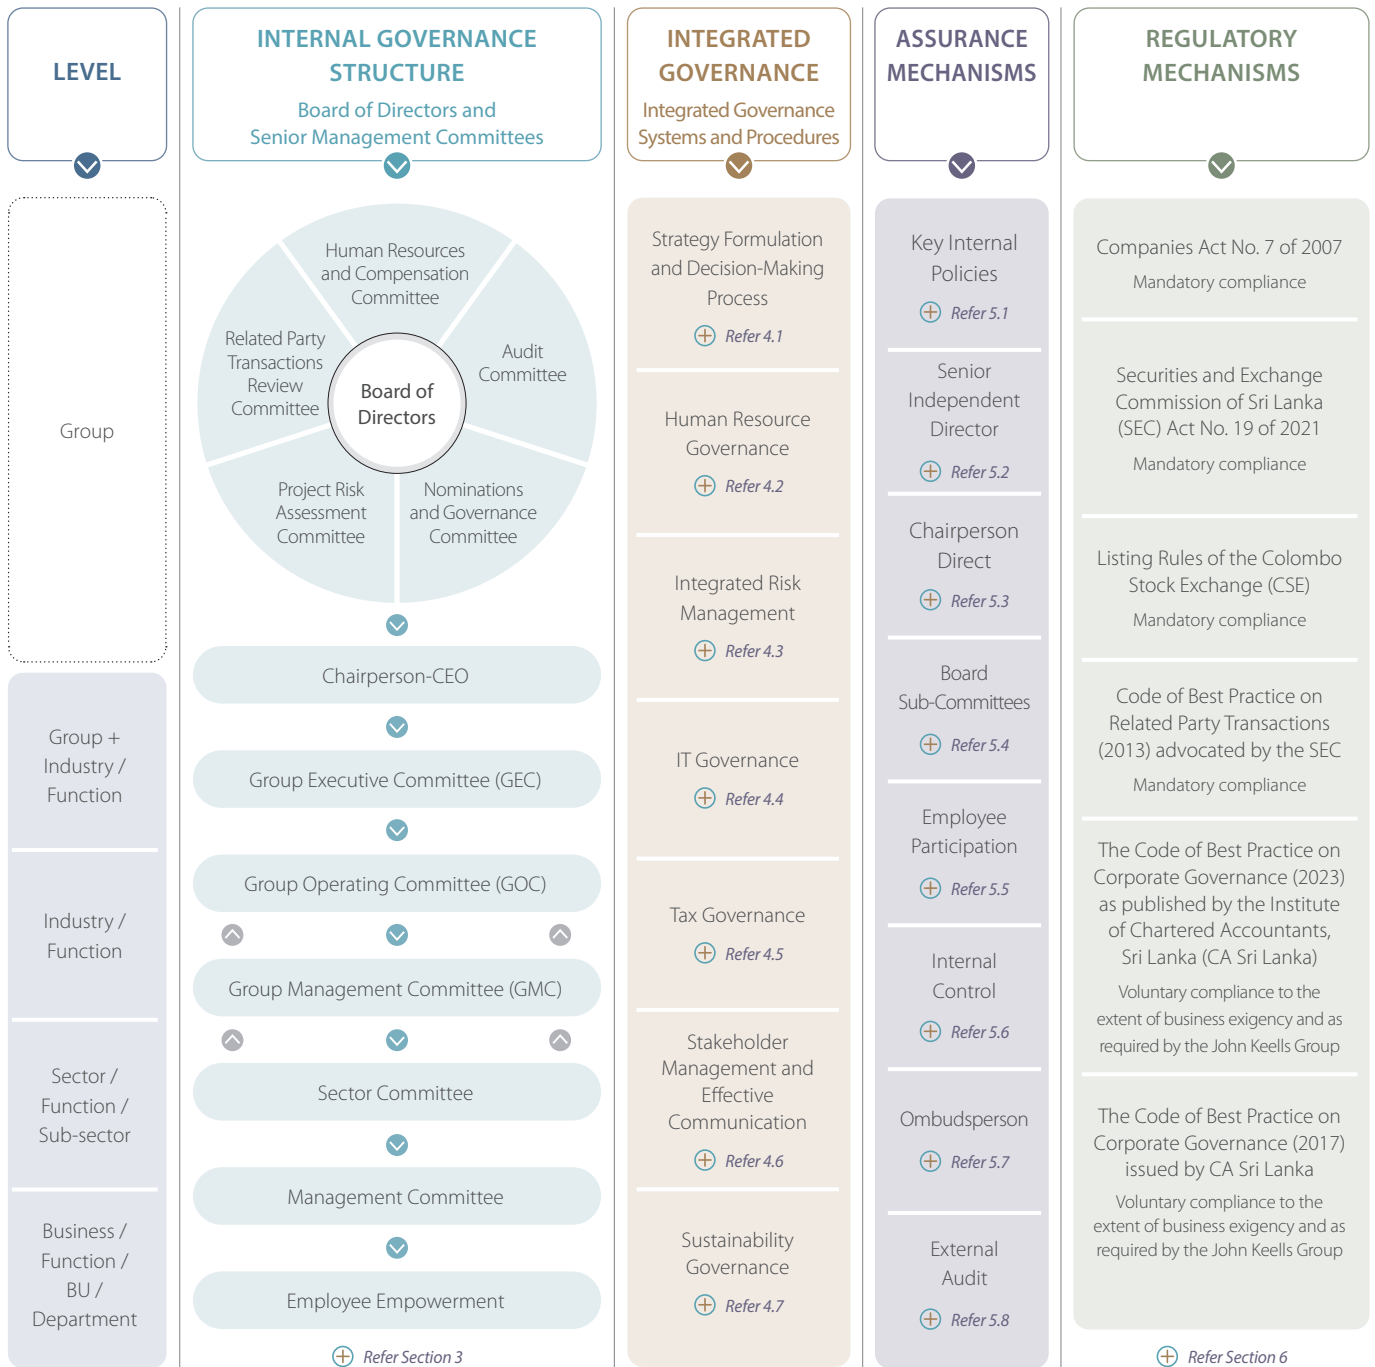 LEVEL
INTERNAL GOVERNANCE
STRUCTURE
Board of Directors and
Senior Management Committees
INTEGRATED
GOVERNANCE
Integrated Governance
Systems and Procedures
ASSURANCE
MECHANISMS
REGULATORY
MECHANISMS
Group
Group +
Industry /
Function
Industry /
Function
Sector /
Function /
Sub-sector
Business /
Function /
BU /
Department
Human Resources
and Compensation
Committee
Related Party
Transactions
Review
Committee
Audit
Committee
Board of
Directors
Project Risk
Assessment
Committee
Nominations
and Governance
Committee
Chairperson-CEO
Group Executive Committee (GEC)
Group Operating Committee (GOC)
Group Management Committee (GMC)
Sector Committee
Management Committee
Employee Empowerment
Refer Section 3
Strategy Formulation
and Decision-Making
Process
Refer 4.1
Human Resource
Governance
Refer 4.2
Integrated Risk
Management
Refer 4.3
IT Governance
Refer 4.4
Tax Governance
Refer 4.5
Stakeholder
Management and
Effective
Communication
Refer 4.6
Sustainability
Governance
Refer 4.7
Key Internal
Policies
Refer 5.1
Senior
Independent
Director
Refer 5.2
Chairperson
Direct
Refer 5.3
Board
Sub-Committees
Refer 5.4
Employee
Participation
Refer 5.5
Internal
Control
Refer 5.6
Ombudsperson
Refer 5.7
External
Audit
Refer 5.8
Companies Act No. 7 of 2007
Mandatory compliance
Securities and Exchange
Commission of Sri Lanka
(SEC) Act No. 19 of 2021
Mandatory compliance
Listing Rules of the Colombo
Stock Exchange (CSE)
Mandatory compliance
Code of Best Practice on
Related Party Transactions
(2013) advocated by the SEC
Mandatory compliance
The Code of Best Practice on
Corporate Governance (2023)
as published by the Institute
of Chartered Accountants,
Sri Lanka (CA Sri Lanka)
Voluntary compliance to the
extent of business exigency and as
required by the John Keells Group
The Code of Best Practice on
Corporate Governance (2017)
issued by CA Sri Lanka
Voluntary compliance to the
extent of business exigency and as
required by the John Keells Group
Refer Section 6